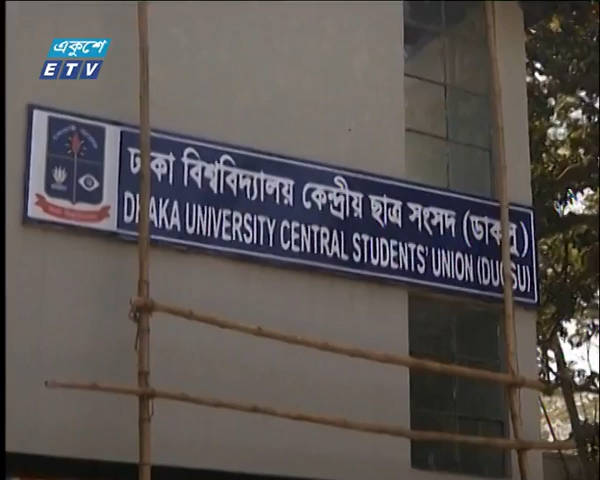 একুশে
ETV
ঢাকা বিশ্ববিদ্যালয় কেন্দ্রীয় ছাত্র সংসদ (ডাকসু)
DHAKA UNIVERSITY CENTRAL STUDENTS' UNION (DUCSU)